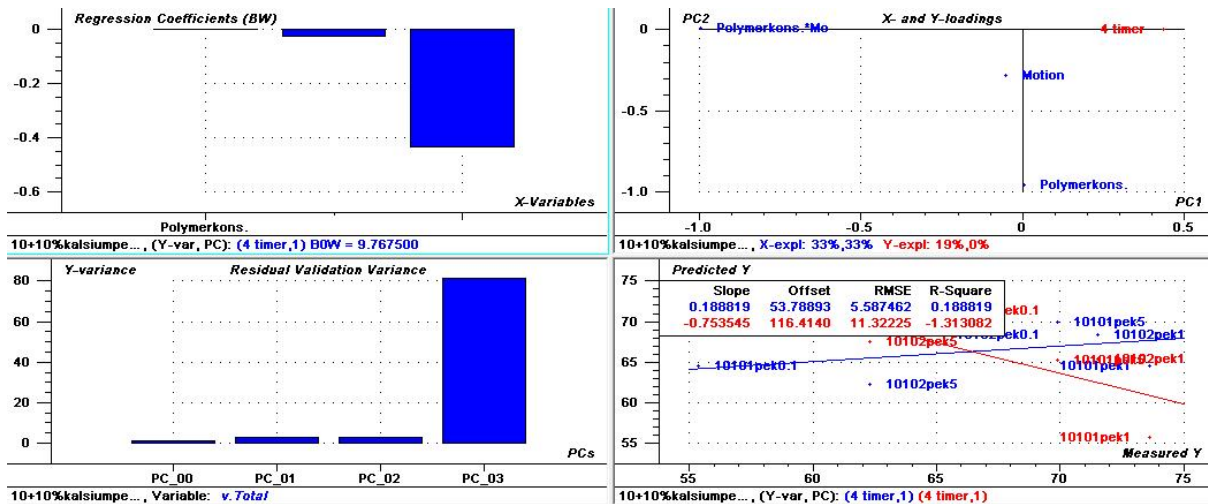 Regression Coefficients (BW)
0
-0.2
-0.4
-0.6
X-Variables
Polymerkons.
10+10%kalsiumpe... , (Y-var, PC): (4 timer,1) B0W = 9.767500
PC2
X- and Y-loadings
0
-0.5
-1.0
Polymerkons.*Mo
4 timer
Motion
Polymerkons.
PC1
-1.0
-0.5
0
0.5
10+10%kalsiumpe... , X-expl: 33%,33% Y-expl: 19%,0%
Y-variance
Residual Validation Variance
80
60
40
20
0
PCs
PC_00
PC_01
PC_02
PC_03
10+10%kalsiumpe... , Variable: v.Total
Predicted Y
75
70
65
60
55
Slope Offset RMSE R-Square
0.188819 53.78893 5.587462 0.188819
-0.753545 116.4140 11.32225 -1.313082
10101pek5
10102pek1
10102pek5
10102pek1
10101pek0.1
10101pek1
10102pek5
10101pek1
Measured Y
55
60
65
70
75
10+10%kalsiumpe... , (Y-var, PC): (4 timer,1) (4 timer,1)